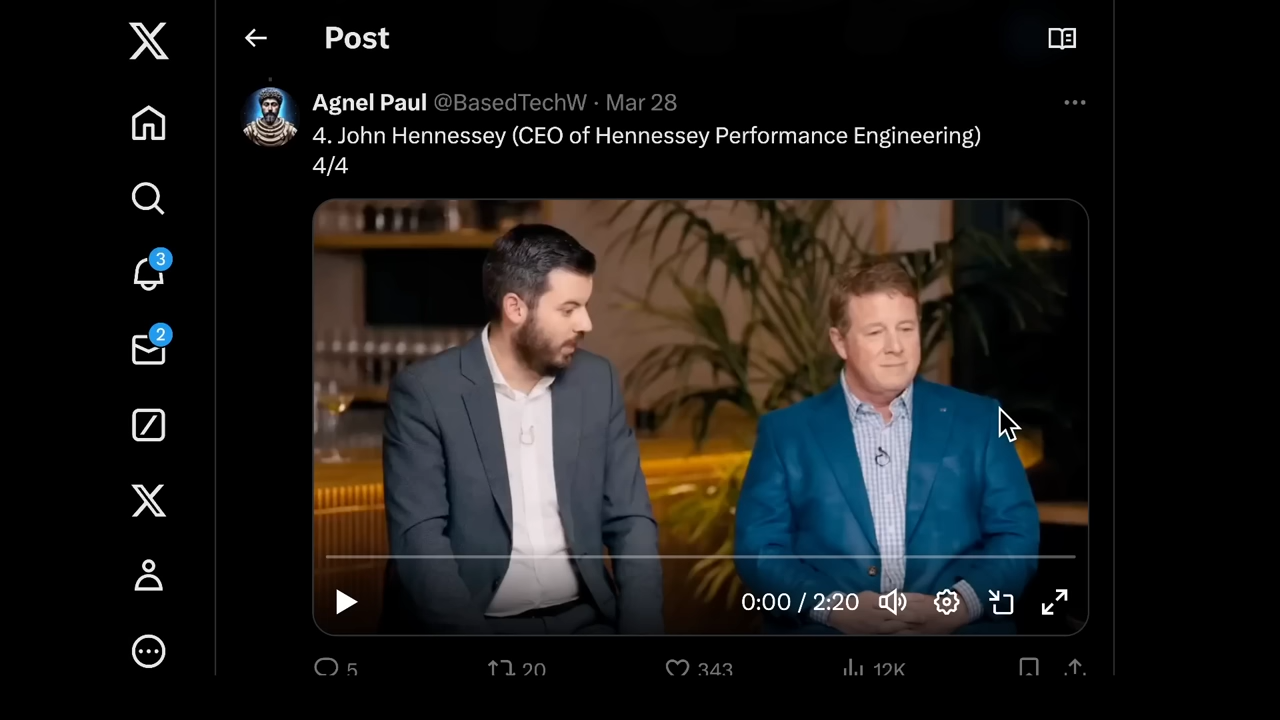 Post
Agnel Paul @BasedTechW · Mar 28
4. John Hennessey (CEO of Hennessey Performance Engineering)
4/4
3
2
0:00 / 2:20
5 20 343 12K